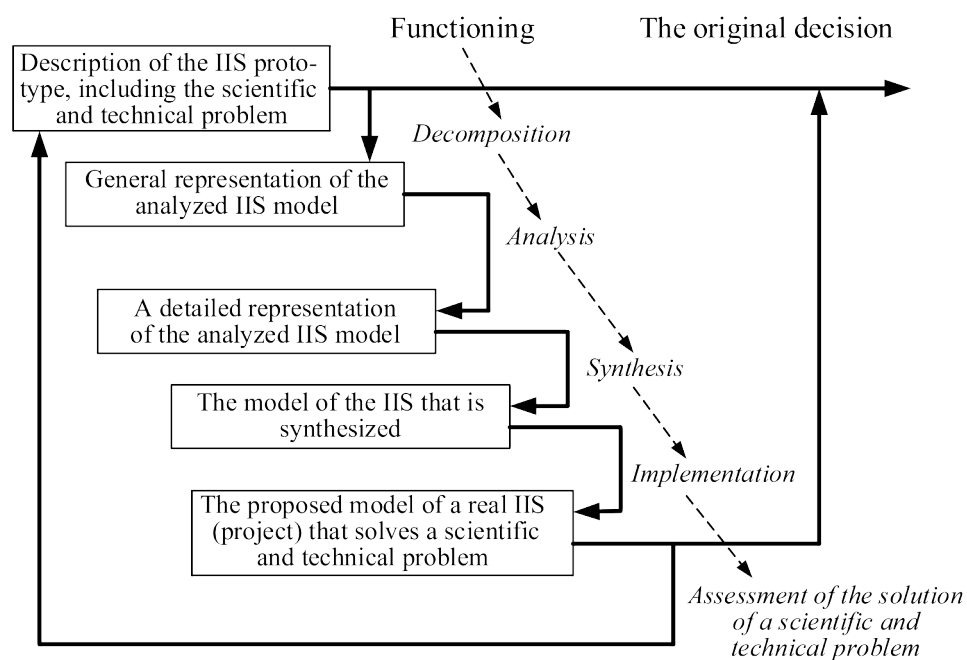 Functioning
The original decision
Description of the IIS proto-
type, including the scientific
and technical problem
Decomposition
General representation of the
analyzed IIS model
Analysis
A detailed representation
of the analyzed IIS model
Synthesis
The model of the IIS that is
synthesized
Implementation
The proposed model of a real IIS
(project) that solves a scientific
and technical problem
Assessment of the solution
of a scientific and
technical problem